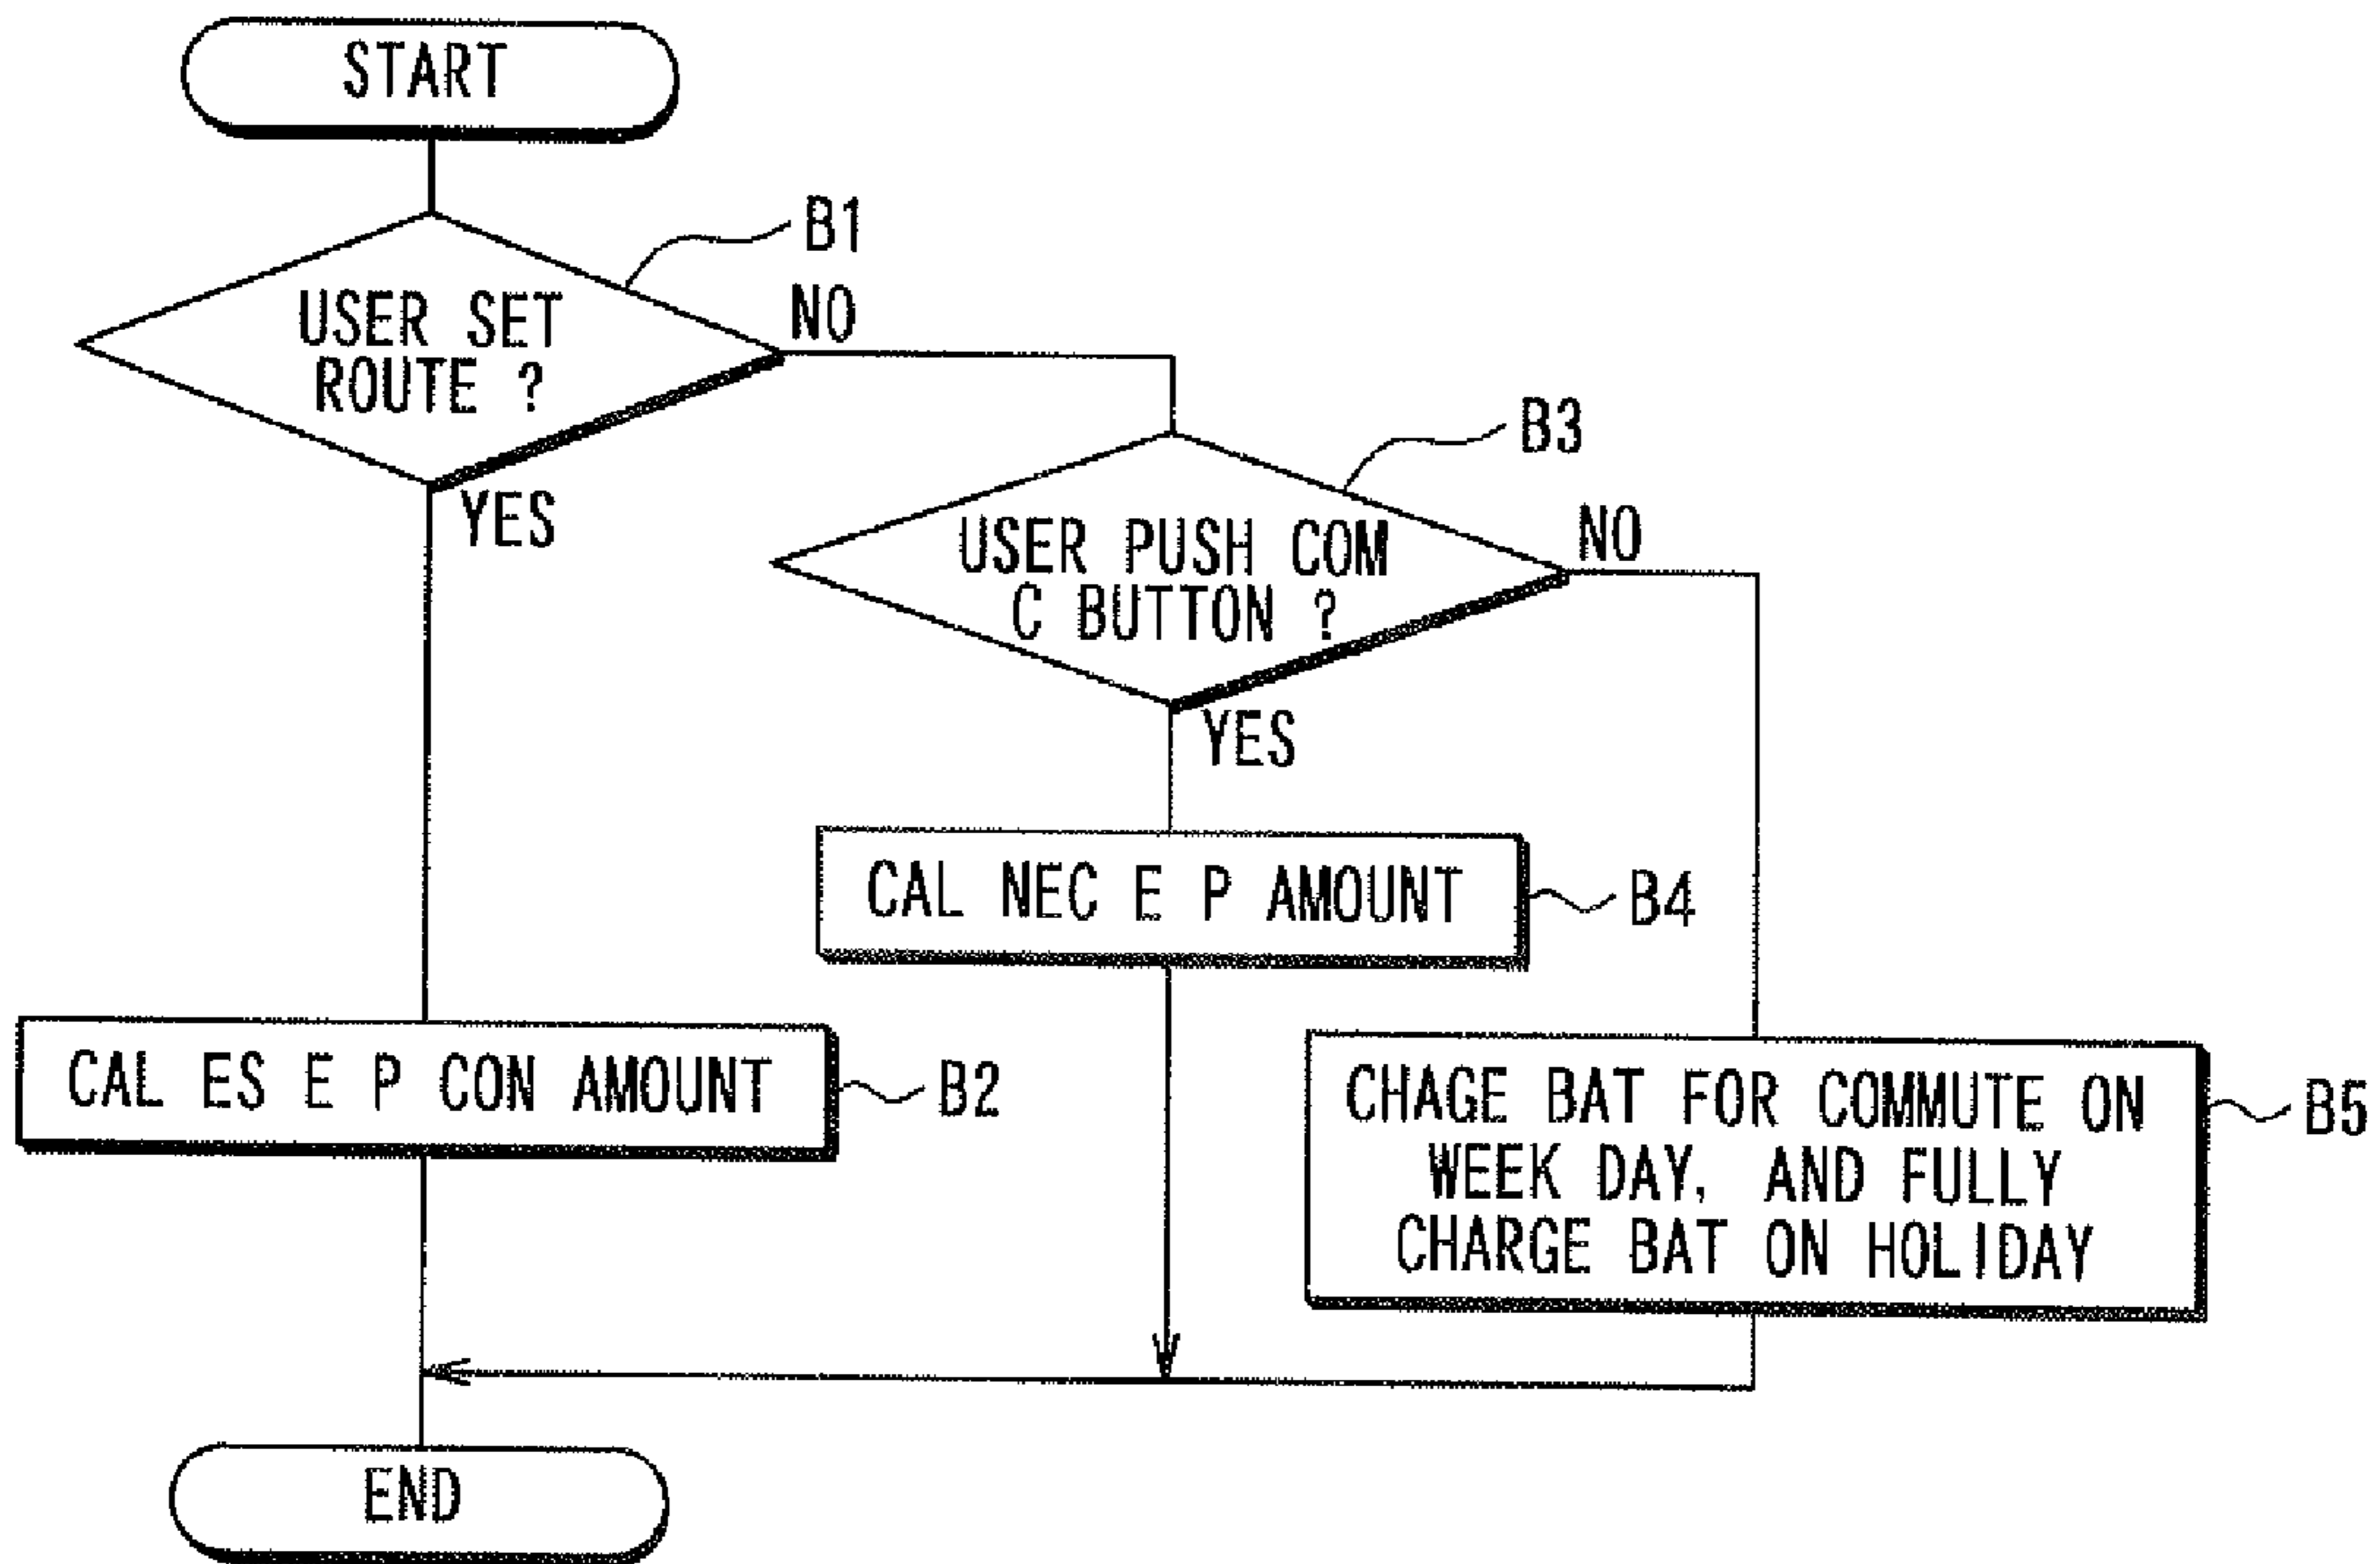 START
B1
USER SET
ROUTE ?
NO
YES
B3
USER PUSH COM
C BUTTON ?
NO
YES
CAL NEC E P AMOUNT
B4
CAL ES E P CON AMOUNT
B2
CHAGE BAT FOR COMMUTE ON
WEEK DAY, AND FULLY
CHARGE BAT ON HOLIDAY
B5
END